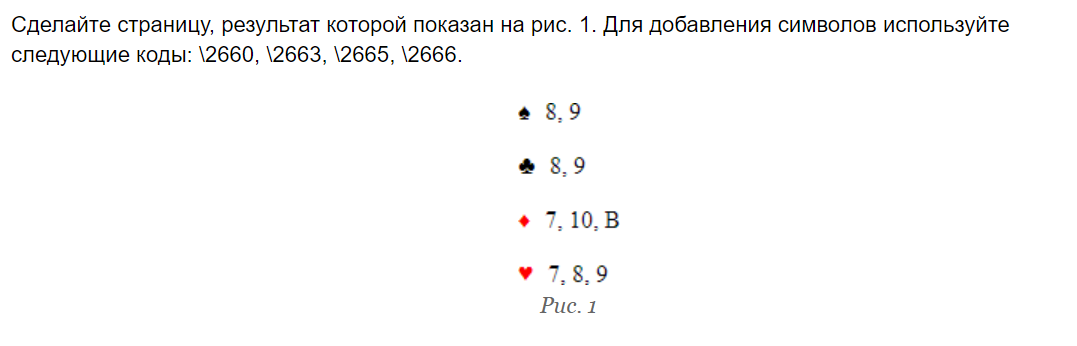 Сделайте страницу, результат которой показан на рис. 1. Для добавления символов используйте
следующие коды: \2660, \2663, \2665, \2666.
♠ 8, 9
♣ 8, 9
♦ 7, 10, В
♥ 7, 8, 9
Рис. 1